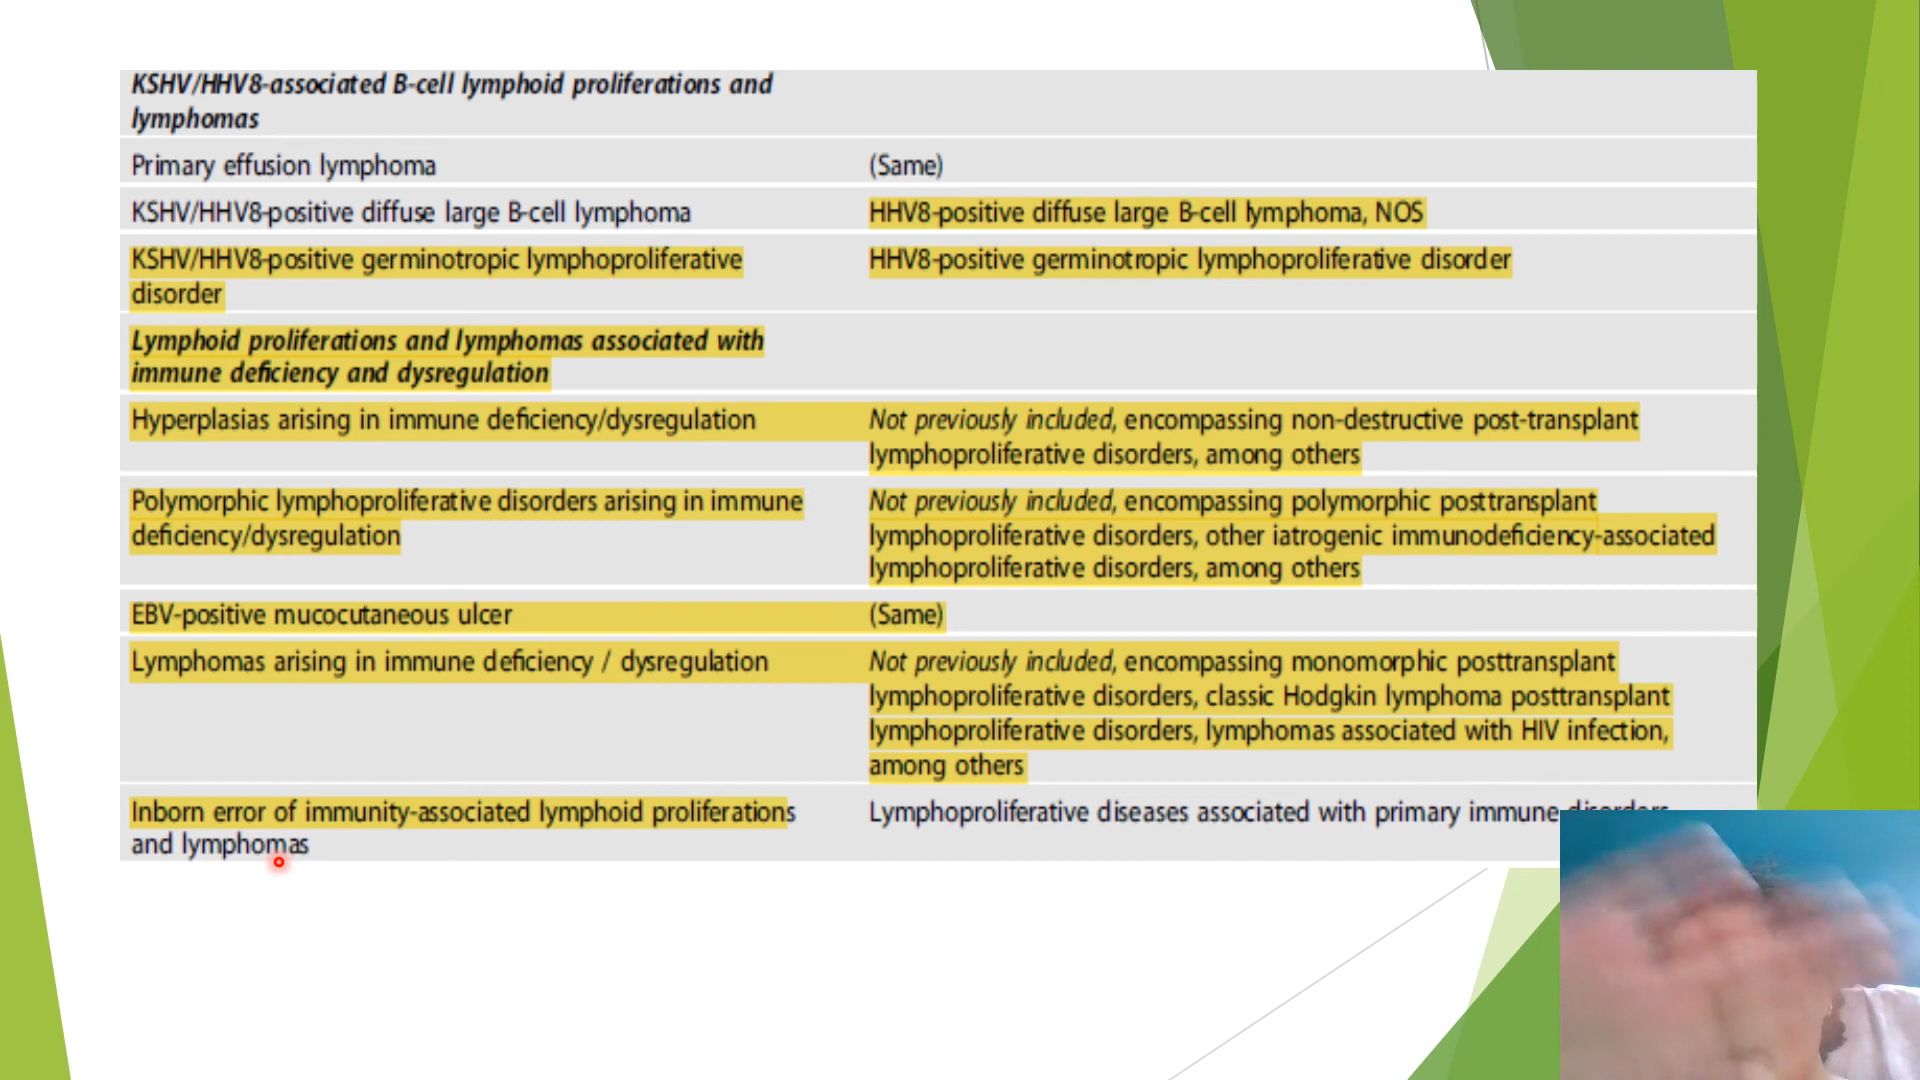 KSHV/HHV8-associated B-cell lymphoid proliferations and
lymphomas
Primary effusion lymphoma (Same)
KSHV/HHV8-positive diffuse large B-cell lymphoma HHV8-positive diffuse large B-cell lymphoma, NOS
KSHV/HHV8-positive germinotropic lymphoproliferative HHV8-positive germinotropic lymphoproliferative disorder
disorder
Lymphoid proliferations and lymphomas associated with
immune deficiency and dysregulation
Hyperplasias arising in immune deficiency/dysregulation Not previously included, encompassing non-destructive post-transplant
lymphoproliferative disorders, among others
Polymorphic lymphoproliferative disorders arising in immune Not previously included, encompassing polymorphic posttransplant
deficiency/dysregulation lymphoproliferative disorders, other iatrogenic immunodeficiency-associated
lymphoproliferative disorders, among others
EBV-positive mucocutaneous ulcer (Same)
Lymphomas arising in immune deficiency / dysregulation Not previously included, encompassing monomorphic posttransplant
lymphoproliferative disorders, classic Hodgkin lymphoma posttransplant
lymphoproliferative disorders, lymphomas associated with HIV infection,
among others
Inborn error of immunity-associated lymphoid proliferations Lymphoproliferative diseases associated with primary immune
and lymphomas